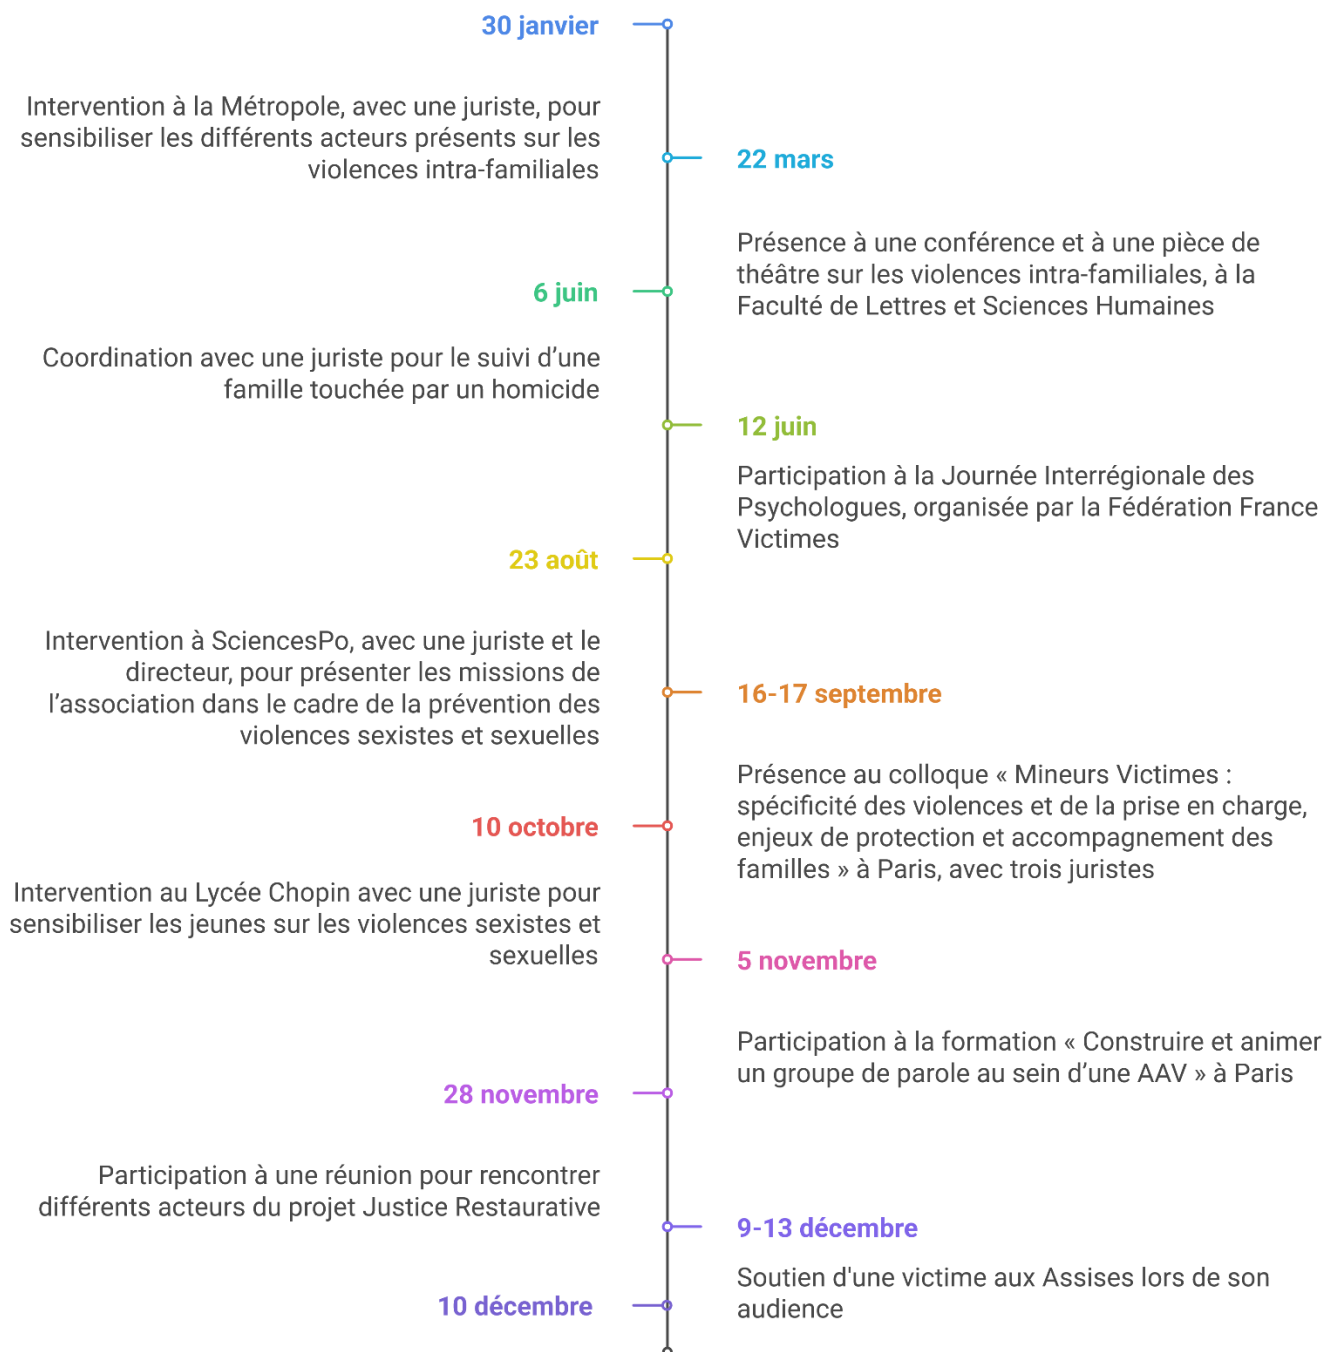 30 janvier
Intervention à la Métropole, avec une juriste, pour
sensibiliser les différents acteurs présents sur les
violences intra-familiales
22 mars
Présence à une conférence et à une pièce de
théâtre sur les violences intra-familiales, à la
Faculté de Lettres et Sciences Humaines
6 juin
Coordination avec une juriste pour le suivi d’une
famille touchée par un homicide
12 juin
Participation à la Journée Interrégionale des
Psychologues, organisée par la Fédération France
Victimes
23 août
Intervention à SciencesPo, avec une juriste et le
directeur, pour présenter les missions de
l’association dans le cadre de la prévention des
violences sexistes et sexuelles
16-17 septembre
Présence au colloque « Mineurs Victimes :
spécificité des violences et de la prise en charge,
enjeux de protection et accompagnement des
familles » à Paris, avec trois juristes
10 octobre
Intervention au Lycée Chopin avec une juriste pour
sensibiliser les jeunes sur les violences sexistes et
sexuelles
5 novembre
Participation à la formation « Construire et animer
un groupe de parole au sein d’une AAV » à Paris
28 novembre
Participation à une réunion pour rencontrer
différents acteurs du projet Justice Restaurative
9-13 décembre
Soutien d'une victime aux Assises lors de son
audience
10 décembre